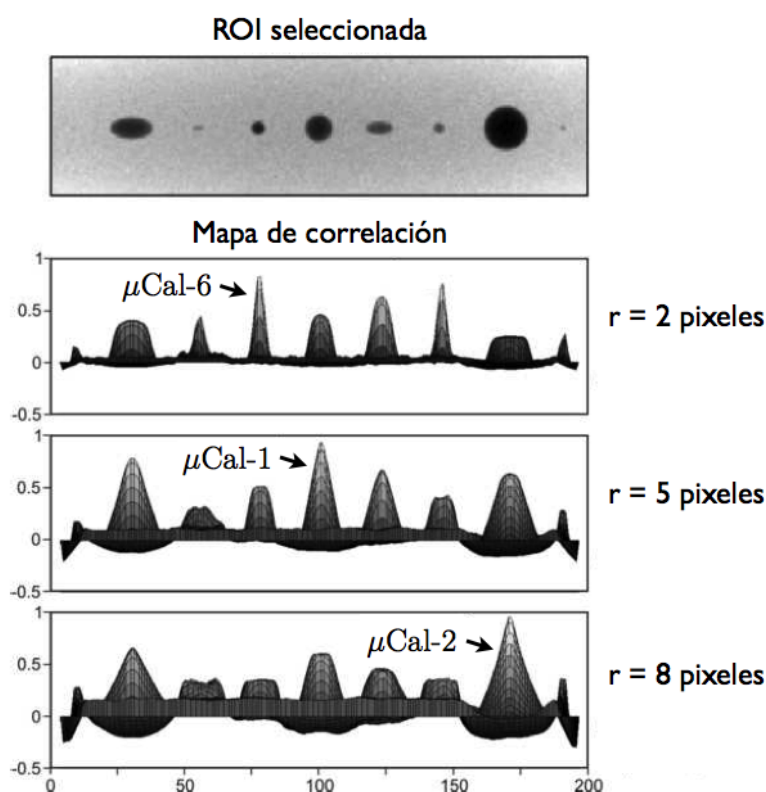 ROI seleccionada
Mapa de correlación
1
0.5
0
-0.5
μCal-6
r = 2 pixeles
1
0.5
0
-0.5
μCal-1
r = 5 pixeles
1
0.5
0
-0.5
μCal-2
r = 8 pixeles
0 50 100 150 200